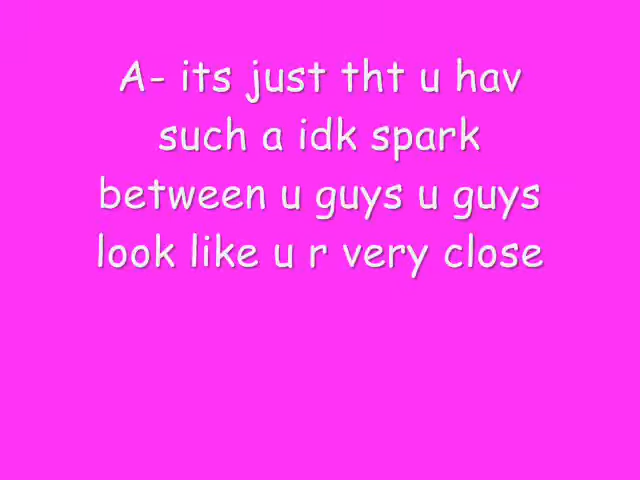 A- its just tht u hav
such a idk spark
between u guys u guys
look like u r very close